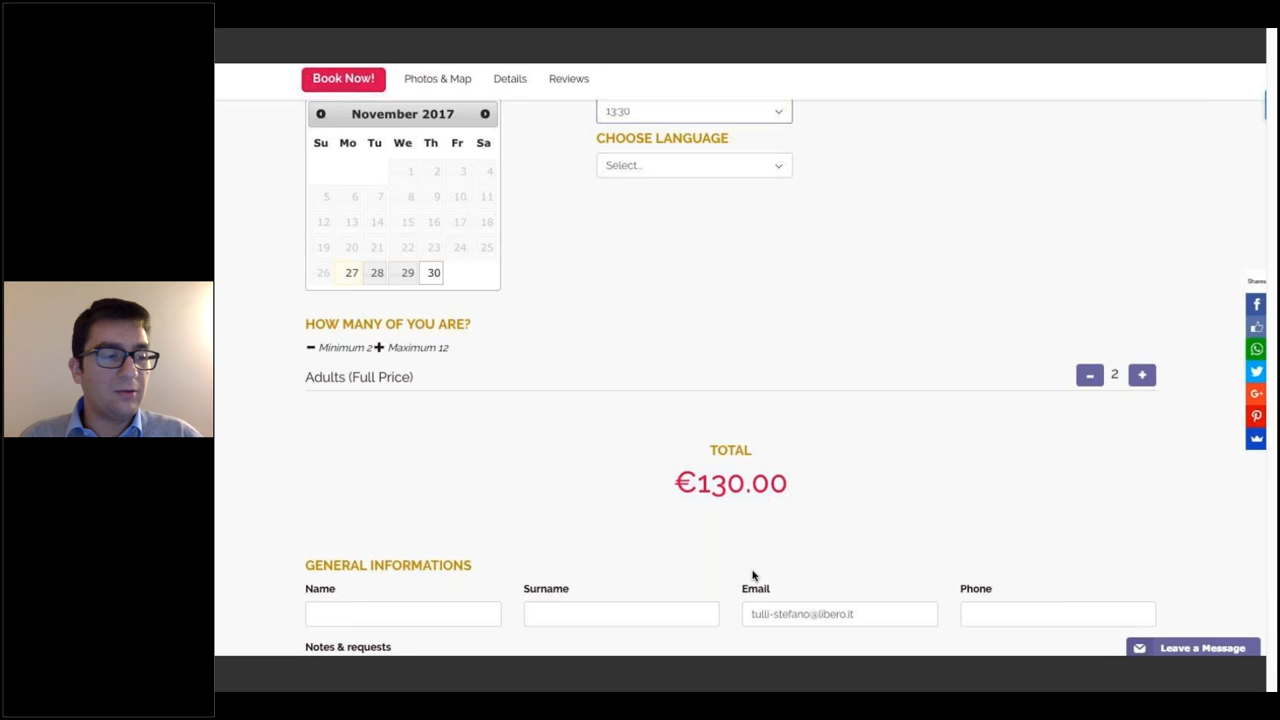 Book Now! Photos & Map Details Reviews
November 2017
13:30
CHOOSE LANGUAGE
Select...
Su Mo Tu We Th Fr Sa
1 2 3 4
5 6 7 8 9 10 11
12 13 14 15 16 17 18
19 20 21 22 23 24 25
26 27 28 29 30
Shares
HOW MANY OF YOU ARE?
Minimum 2 Maximum 12
Adults (Full Price)
- 2 +
TOTAL
€130.00
GENERAL INFORMATIONS
Name Surname Email Phone
tulli-stefano@libero.it
Notes & requests
Leave a Message